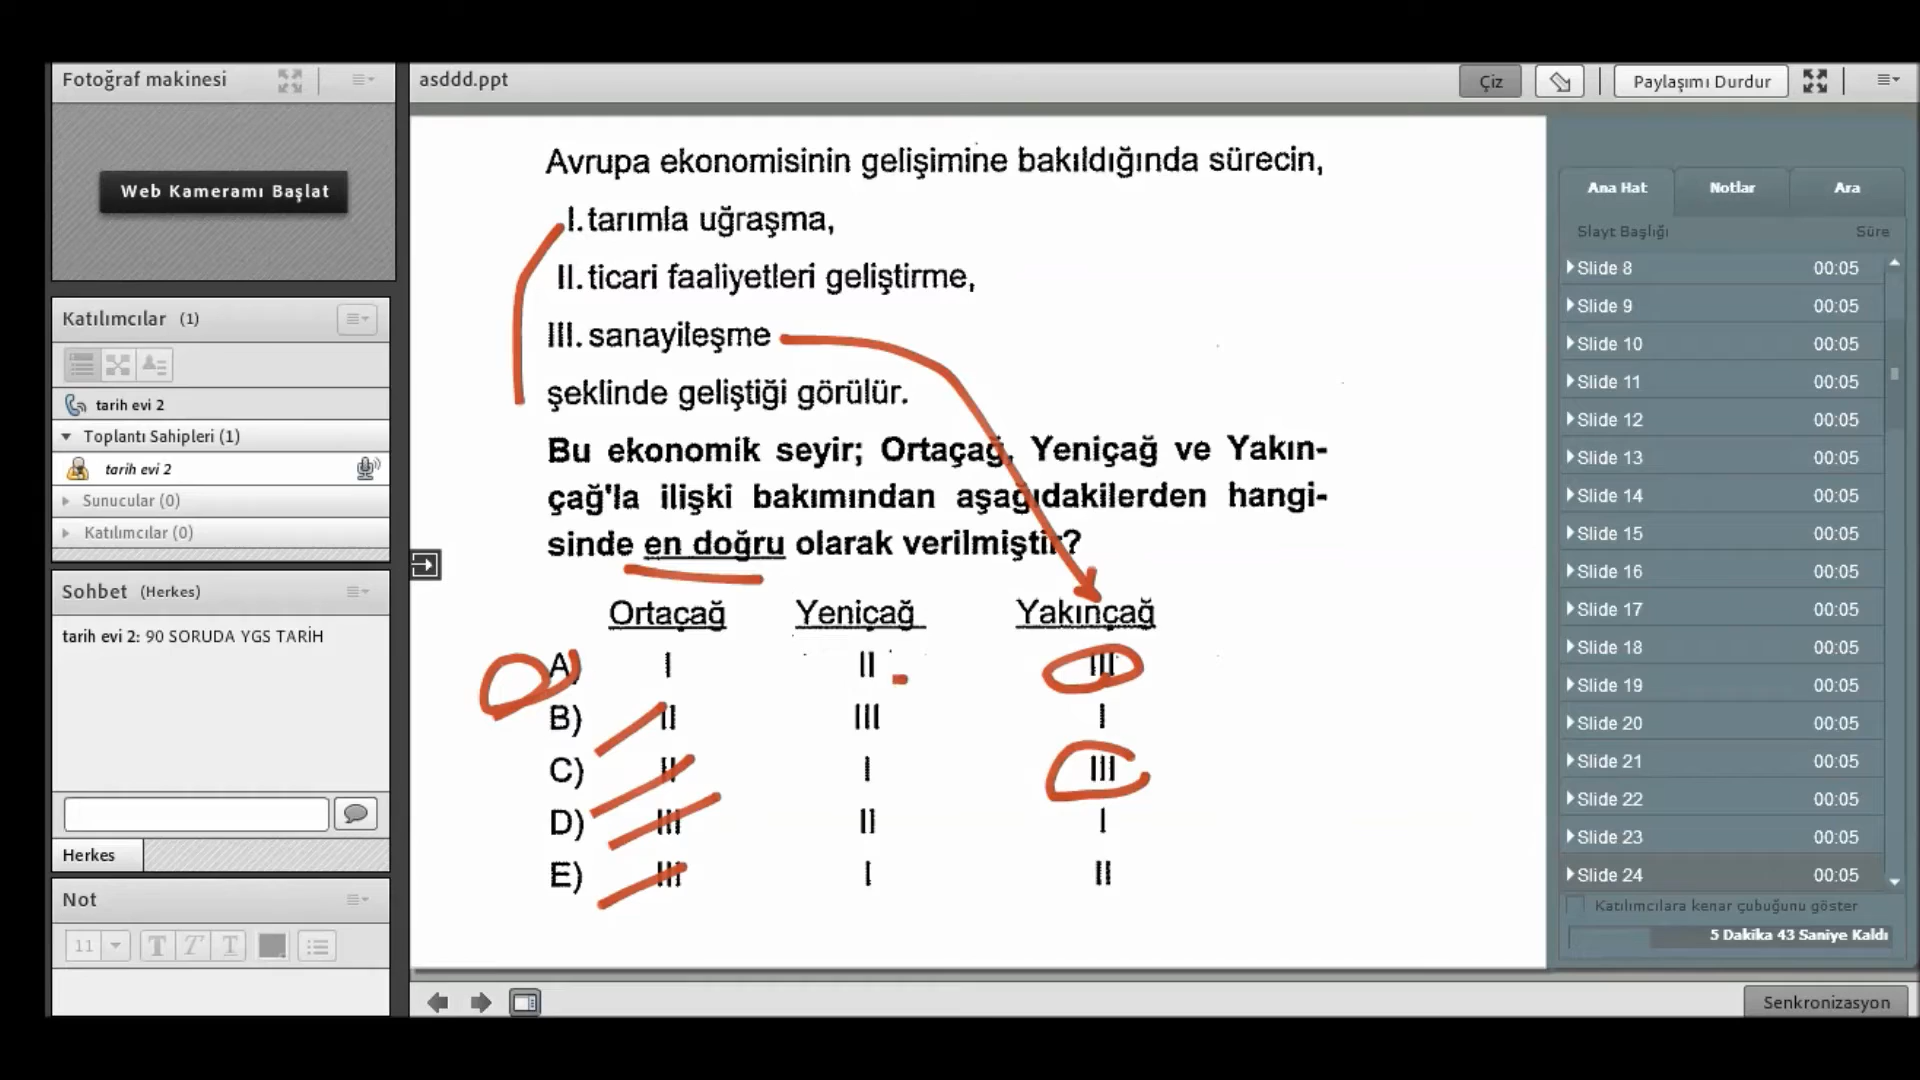 Fotoğraf makinesi
Web Kameramı Başlat
Katılımcılar (1)
tarih evi 2
Toplantı Sahipleri (1)
tarih evi 2
Sunucular (0)
Katılımcılar (0)
Sohbet (Herkes)
tarih evi 2: 90 SORUDA YGS TARİH
Herkes
Not
11
T T T
asddd.ppt
Çiz
Paylaşımı Durdur
Avrupa ekonomisinin gelişimine bakıldığında sürecin,
I. tarımla uğraşma,
II. ticari faaliyetleri geliştirme,
III. sanayileşme
şeklinde geliştiği görülür.
Bu ekonomik seyir; Ortaçağ, Yeniçağ ve Yakın-
çağ'la ilişki bakımından aşağıdakilerden hangi-
sinde en doğru olarak verilmiştir?
Ortaçağ Yeniçağ Yakınçağ
A) I II III
B) II III I
C) II I III
D) III II I
E) III I II
Ana Hat Notlar Ara
Slayt Başlığı Süre
Slide 8 00:05
Slide 9 00:05
Slide 10 00:05
Slide 11 00:05
Slide 12 00:05
Slide 13 00:05
Slide 14 00:05
Slide 15 00:05
Slide 16 00:05
Slide 17 00:05
Slide 18 00:05
Slide 19 00:05
Slide 20 00:05
Slide 21 00:05
Slide 22 00:05
Slide 23 00:05
Slide 24 00:05
Katılımcılara kenar çubuğunu göster
5 Dakika 43 Saniye Kaldı
Senkronizasyon